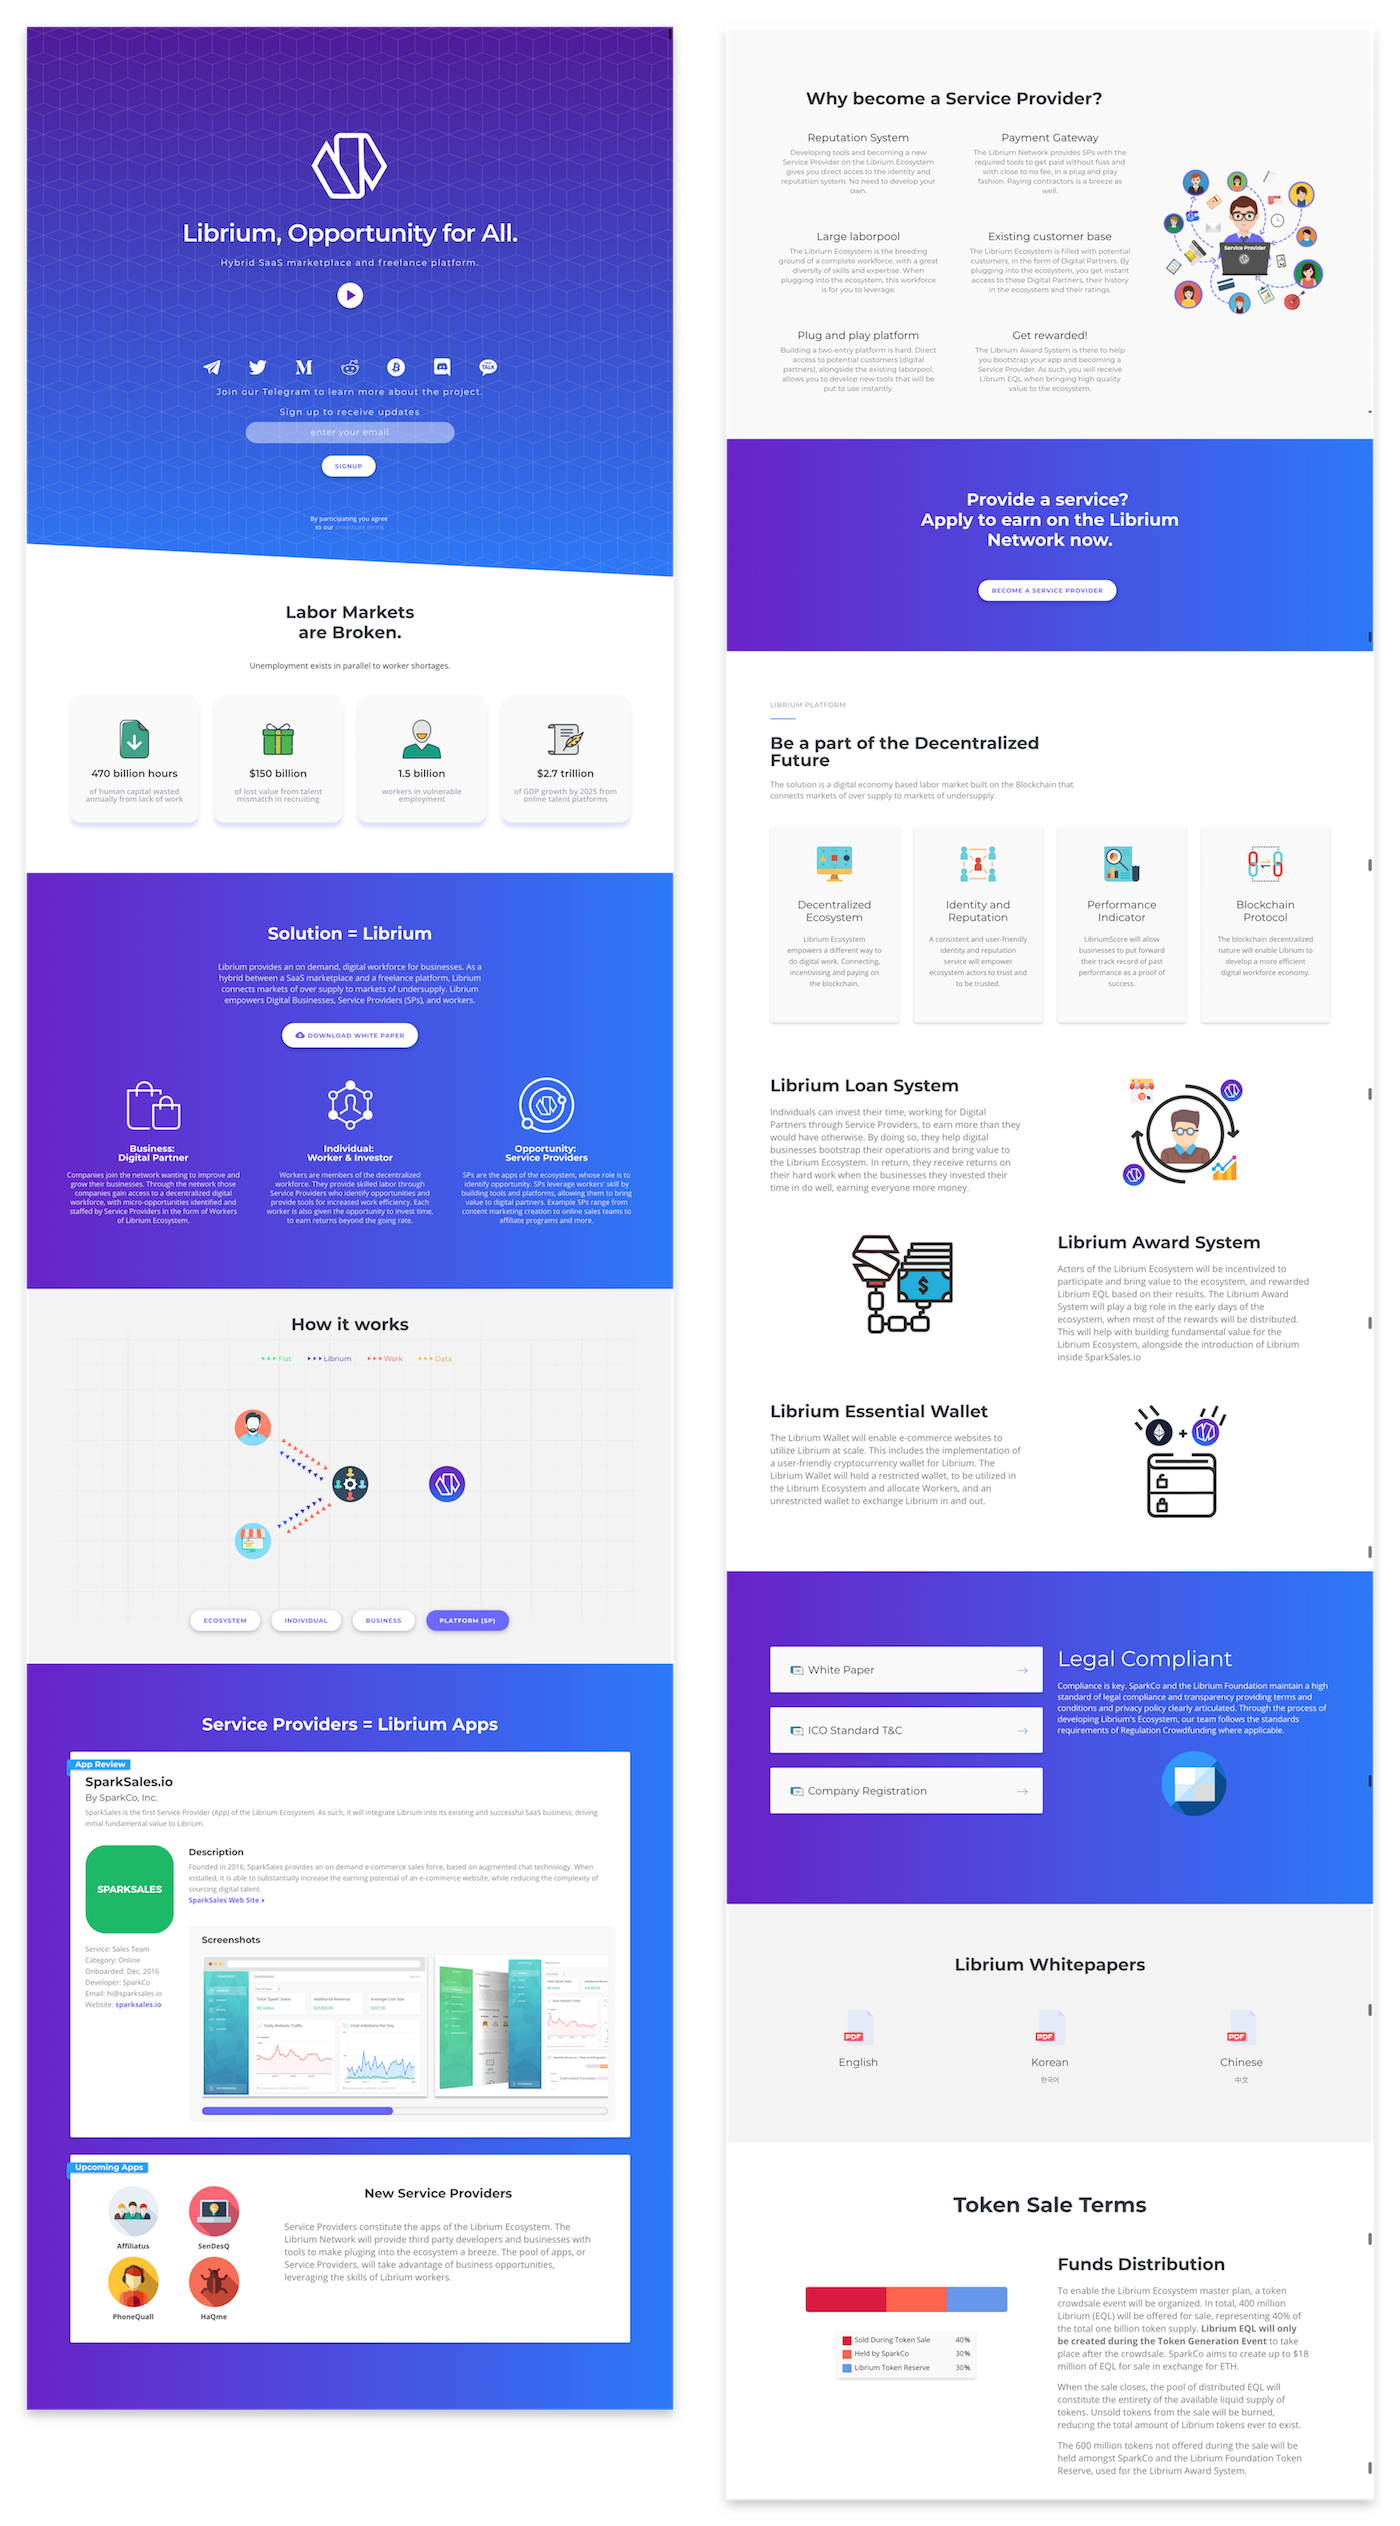 Librium, Opportunity for All.
Hybrid SaaS marketplace and freelance platform.
TALK
Join our Telegram to learn more about the project.
Sign up to receive updates
enter your email
SIGNUP
By participating you agree
to our crowdsale terms
Labor Markets
are Broken.
Unemployment exists in parallel to worker shortages.
470 billion hours
of human capital wasted
annually from lack of work
$150 billion
of lost value from talent
mismatch in recruiting
1.5 billion
workers in vulnerable
employment
$2.7 trillion
of GDP growth by 2025 from
online talent platforms
Solution = Librium
Librium provides an on demand, digital workforce for businesses. As a
hybrid between a SaaS marketplace and a freelance platform, Librium
connects markets of over supply to markets of undersupply. Librium
empowers Digital Businesses, Service Providers (SPs), and workers.
DOWNLOAD WHITE PAPER
Business:
Digital Partner
Companies join the network wanting to improve and
grow their businesses. Through the network those
companies gain access to a decentralized digital
workforce, with micro-opportunities identified and
staffed by Service Providers in the form of Workers
of Librium Ecosystem.
Individual:
Worker & Investor
Workers are members of the decentralized
workforce. They provide skilled labor through
Service Providers who identify opportunities and
provide tools for increased work efficiency. Each
worker is also given the opportunity to invest time,
to earn returns beyond the going rate.
Opportunity:
Service Providers
SPs are the apps of the ecosystem, whose role is to
identify opportunity. SPs leverage workers' skill by
building tools and platforms, allowing them to bring
value to digital partners. Example SPs range from
content marketing creation to online sales teams to
affiliate programs and more.
How it works
Fiat Librium Work Data
ECOSYSTEM
INDIVIDUAL
BUSINESS
PLATFORM (SP)
Service Providers = Librium Apps
App Review
SparkSales.io
By SparkCo, Inc.
SparkSales is the first Service Provider (App) of the Librium Ecosystem. As such, it will integrate Librium into its existing and successful SaaS business, driving
initial fundamental value to Librium.
SPARKSALES
Description
Founded in 2016, SparkSales provides an on demand e-commerce sales force, based on augmented chat technology. When
installed, it is able to substantially increase the earning potential of an e-commerce website, while reducing the complexity of
sourcing digital talent.
SparkSales Web Site
Service: Sales Team
Category: Online
Onboarded: Dec, 2016
Developer: SparkCo
Email: hi@sparksales.io
Website: sparksales.io
Screenshots
Dashboard
Total 'Spark' Sales
Additional Revenue
Average Cart Size
Daily Website Traffic
Chat Initiations Per Day
Upcoming Apps
Affiliatus
SenDesQ
PhoneQuall
HaQme
New Service Providers
Service Providers constitute the apps of the Librium Ecosystem. The
Librium Network will provide third party developers and businesses with
tools to make pluging into the ecosystem a breeze. The pool of apps, or
Service Providers, will take advantage of business opportunities,
leveraging the skills of Librium workers.
Why become a Service Provider?
Reputation System
Developing tools and becoming a new
Service Provider on the Librium Ecosystem
gives you direct acces to the identity and
reputation system. No need to develop your
own.
Payment Gateway
The Librium Network provides SPs with the
required tools to get paid without fuss and
with close to no fee, in a plug and play
fashion. Paying contractors is a breeze as
well.
Large laborpool
The Librium Ecosystem is the breeding
ground of a complete workforce, with a great
diversity of skills and expertise. When
plugging into the ecosystem, this workforce
is for you to leverage.
Existing customer base
The Librium Ecosystem is filled with potential
customers, in the form of Digital Partners. By
plugging into the ecosystem, you get instant
access to these Digital Partners, their history
in the ecosystem and their ratings.
Plug and play platform
Building a two-entry platform is hard. Direct
access to potential customers (digital
partners), alongside the existing laborpool,
allows you to develop new tools that will be
put to use instantly.
Get rewarded!
The Librium Award System is there to help
you bootstrap your app and becoming a
Service Provider. As such, you will receive
Librum EQL when bringing high quality
value to the ecosystem.
Service Provider
Provide a service?
Apply to earn on the Librium
Network now.
BECOME A SERVICE PROVIDER
LIBRIUM PLATFORM
Be a part of the Decentralized
Future
The solution is a digital economy based labor market built on the Blockchain that
connects markets of over supply to markets of undersupply.
Decentralized
Ecosystem
Librium Ecosystem
empowers a different way to
do digital work. Connecting,
incentivising and paying on
the blockchain.
Identity and
Reputation
A consistent and user-friendly
identity and reputation
service will empower
ecosystem actors to trust and
to be trusted.
Performance
Indicator
LibriumScore will allow
businesses to put forward
their track record of past
performance as a proof of
success.
Blockchain
Protocol
The blockchain decentralized
nature will enable Librium to
develop a more efficient
digital workforce economy.
Librium Loan System
Individuals can invest their time, working for Digital
Partners through Service Providers, to earn more than they
would have otherwise. By doing so, they help digital
businesses bootstrap their operations and bring value to
the Librium Ecosystem. In return, they receive returns on
their hard work when the businesses they invested their
time in do well, earning everyone more money.
$
Librium Award System
Actors of the Librium Ecosystem will be incentivized to
participate and bring value to the ecosystem, and rewarded
Librium EQL based on their results. The Librium Award
System will play a big role in the early days of the
ecosystem, when most of the rewards will be distributed.
This will help with building fundamental value for the
Librium Ecosystem, alongside the introduction of Librium
inside SparkSales.io
Librium Essential Wallet
The Librium Wallet will enable e-commerce websites to
utilize Librium at scale. This includes the implementation of
a user-friendly cryptocurrency wallet for Librium. The
Librium Wallet will hold a restricted wallet, to be utilized in
the Librium Ecosystem and allocate Workers, and an
unrestricted wallet to exchange Librium in and out.
+
White Paper
ICO Standard T&C
Company Registration
Legal Compliant
Compliance is key. SparkCo and the Librium Foundation maintain a high
standard of legal compliance and transparency providing terms and
conditions and privacy policy clearly articulated. Through the process of
developing Librium's Ecosystem, our team follows the standards
requirements of Regulation Crowdfunding where applicable.
Librium Whitepapers
PDF
English
PDF
Korean
한국어
PDF
Chinese
中文
Token Sale Terms
Sold During Token Sale 40%
Held by SparkCo 30%
Librium Token Reserve 30%
Funds Distribution
To enable the Librium Ecosystem master plan, a token
crowdsale event will be organized. In total, 400 million
Librium (EQL) will be offered for sale, representing 40% of
the total one billion token supply. Librium EQL will only
be created during the Token Generation Event to take
place after the crowdsale. SparkCo aims to create up to $18
million of EQL for sale in exchange for ETH.
When the sale closes, the pool of distributed EQL will
constitute the entirety of the available liquid supply of
tokens. Unsold tokens from the sale will be burned,
reducing the total amount of Librium tokens ever to exist.
The 600 million tokens not offered during the sale will be
held amongst SparkCo and the Librium Foundation Token
Reserve, used for the Librium Award System.